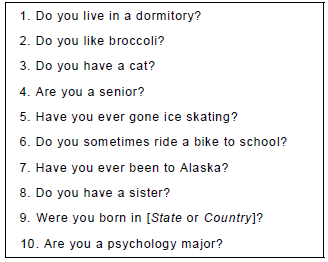 1. Do you live in a dormitory?
2. Do you like broccoli?
3. Do you have a cat?
4. Are you a senior?
5. Have you ever gone ice skating?
6. Do you sometimes ride a bike to school?
7. Have you ever been to Alaska?
8. Do you have a sister?
9. Were you born in [State or Country]?
10. Are you a psychology major?